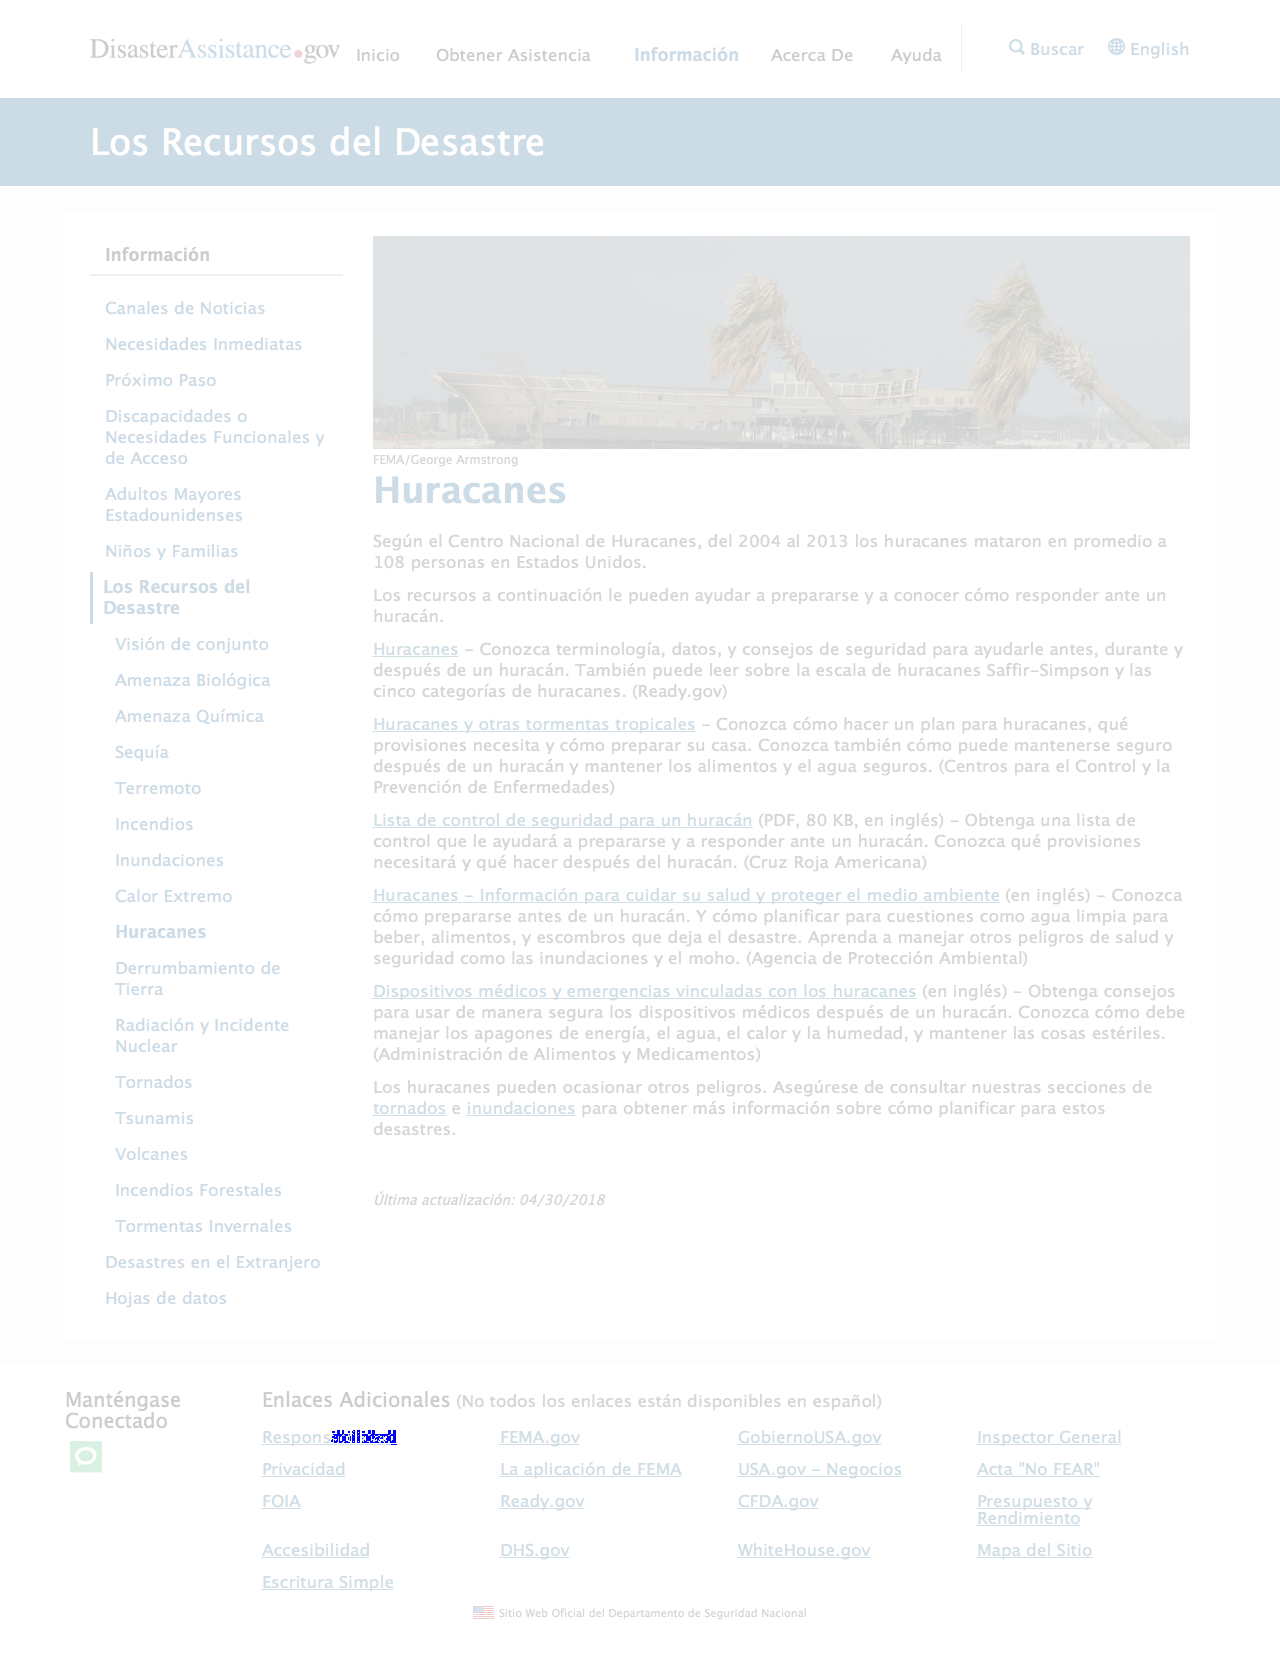 DisasterAssistance.gov
Inicio
Obtener Asistencia
Información
Acerca De
Ayuda
Buscar
English
Los Recursos del Desastre
Información
Canales de Noticias
Necesidades Inmediatas
Próximo Paso
Discapacidades o
Necesidades Funcionales y
de Acceso
Adultos Mayores
Estadounidenses
Niños y Familias
Los Recursos del
Desastre
Visión de conjunto
Amenaza Biológica
Amenaza Química
Sequía
Terremoto
Incendios
Inundaciones
Calor Extremo
Huracanes
Derrumbamiento de
Tierra
Radiación y Incidente
Nuclear
Tornados
Tsunamis
Volcanes
Incendios Forestales
Tormentas Invernales
Desastres en el Extranjero
Hojas de datos
FEMA/George Armstrong
Huracanes
Según el Centro Nacional de Huracanes, del 2004 al 2013 los huracanes mataron en promedio a
108 personas en Estados Unidos.
Los recursos a continuación le pueden ayudar a prepararse y a conocer cómo responder ante un
huracán.
Huracanes - Conozca terminología, datos, y consejos de seguridad para ayudarle antes, durante y
después de un huracán. También puede leer sobre la escala de huracanes Saffir-Simpson y las
cinco categorías de huracanes. (Ready.gov)
Huracanes y otras tormentas tropicales - Conozca cómo hacer un plan para huracanes, qué
provisiones necesita y cómo preparar su casa. Conozca también cómo puede mantenerse seguro
después de un huracán y mantener los alimentos y el agua seguros. (Centros para el Control y la
Prevención de Enfermedades)
Lista de control de seguridad para un huracán (PDF, 80 KB, en inglés) - Obtenga una lista de
control que le ayudará a prepararse y a responder ante un huracán. Conozca qué provisiones
necesitará y qué hacer después del huracán. (Cruz Roja Americana)
Huracanes - Información para cuidar su salud y proteger el medio ambiente (en inglés) - Conozca
cómo prepararse antes de un huracán. Y cómo planificar para cuestiones como agua limpia para
beber, alimentos, y escombros que deja el desastre. Aprenda a manejar otros peligros de salud y
seguridad como las inundaciones y el moho. (Agencia de Protección Ambiental)
Dispositivos médicos y emergencias vinculadas con los huracanes (en inglés) - Obtenga consejos
para usar de manera segura los dispositivos médicos después de un huracán. Conozca cómo debe
manejar los apagones de energía, el agua, el calor y la humedad, y mantener las cosas estériles.
(Administración de Alimentos y Medicamentos)
Los huracanes pueden ocasionar otros peligros. Asegúrese de consultar nuestras secciones de
tornados e inundaciones para obtener más información sobre cómo planificar para estos
desastres.
Última actualización: 04/30/2018
Manténgase
Conectado
Enlaces Adicionales (No todos los enlaces están disponibles en español)
Responsabilidad
FEMA.gov
GobiernoUSA.gov
Inspector General
Privacidad
La aplicación de FEMA
USA.gov - Negocios
Acta "No FEAR"
FOIA
Ready.gov
CFDA.gov
Presupuesto y
Rendimiento
Accesibilidad
DHS.gov
WhiteHouse.gov
Mapa del Sitio
Escritura Simple
Sitio Web Oficial del Departamento de Seguridad Nacional